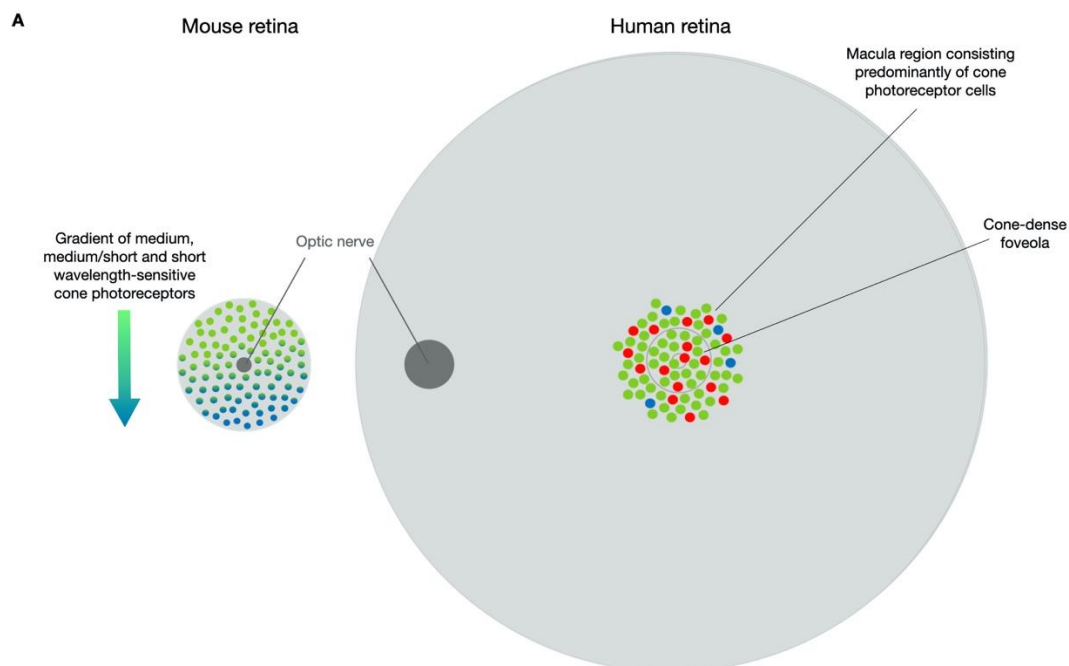 A
Mouse retina
Human retina
Macula region consisting
predominantly of cone
photoreceptor cells
Cone-dense
foveola
Gradient of medium,
medium/short and short
wavelength-sensitive
cone photoreceptors
Optic nerve